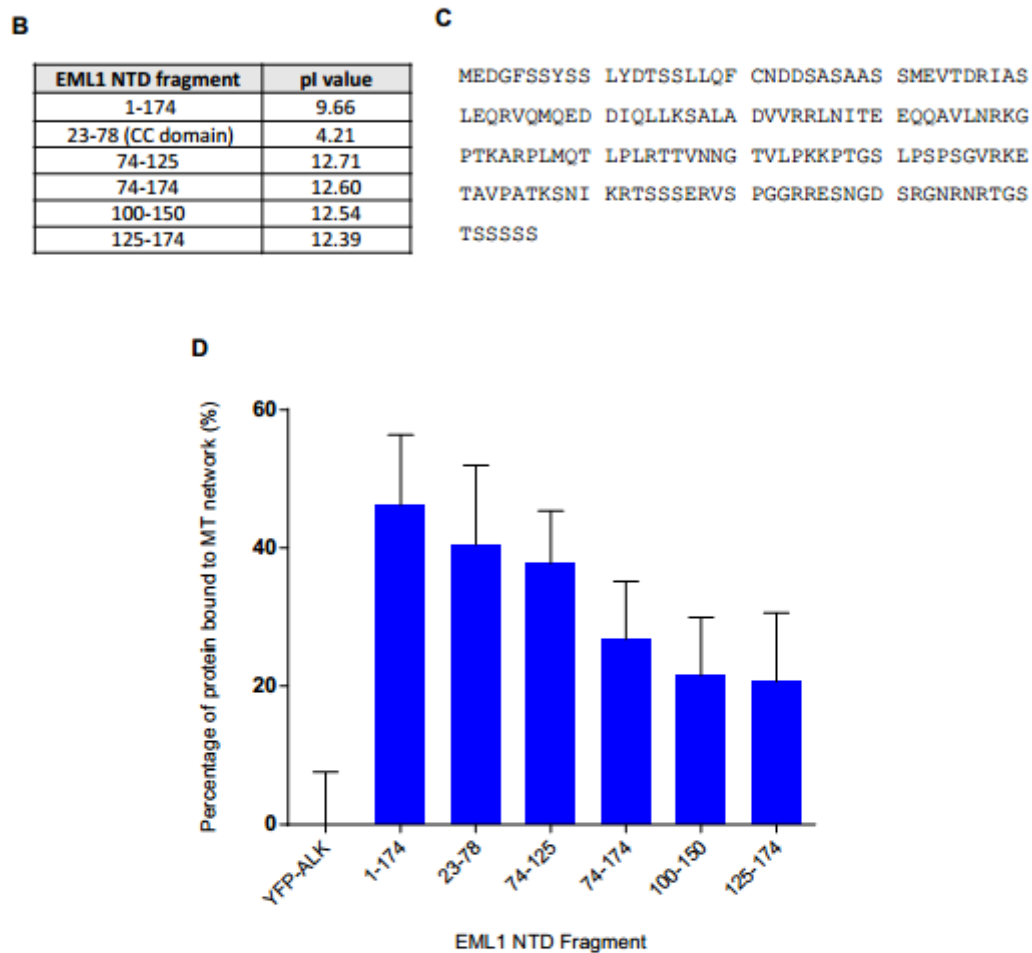 B
EML1 NTD fragment pI value
1-174 9.66
23-78 (CC domain) 4.21
74-125 12.71
74-174 12.60
100-150 12.54
125-174 12.39
C
MEDGFSSYSS LYDTSSLLQF CNDDSASAAS SMEVTDRIAS
LEQRVQMQED DIQLLKSALA DVVRRLNITE EQQAVLNRKG
PTKARPLMQT LPLRTTVNNG TVLPKKPTGS LPSPSGVRKE
TAVPATKSNI KRTSSSERVS PGGRRESNGD SRGNRNRTGS
TSSSSS
D
Percentage of protein bound to MT network (%)
60
40
20
0
YFP-ALK
1-174
23-78
74-125
74-174
100-150
125-174
EML1 NTD Fragment